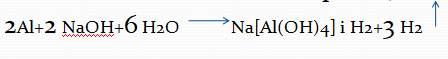 2Al+2 NaOH+6 H2O ⟶ Na[Al(OH)4] i H2+3 H2 ↑